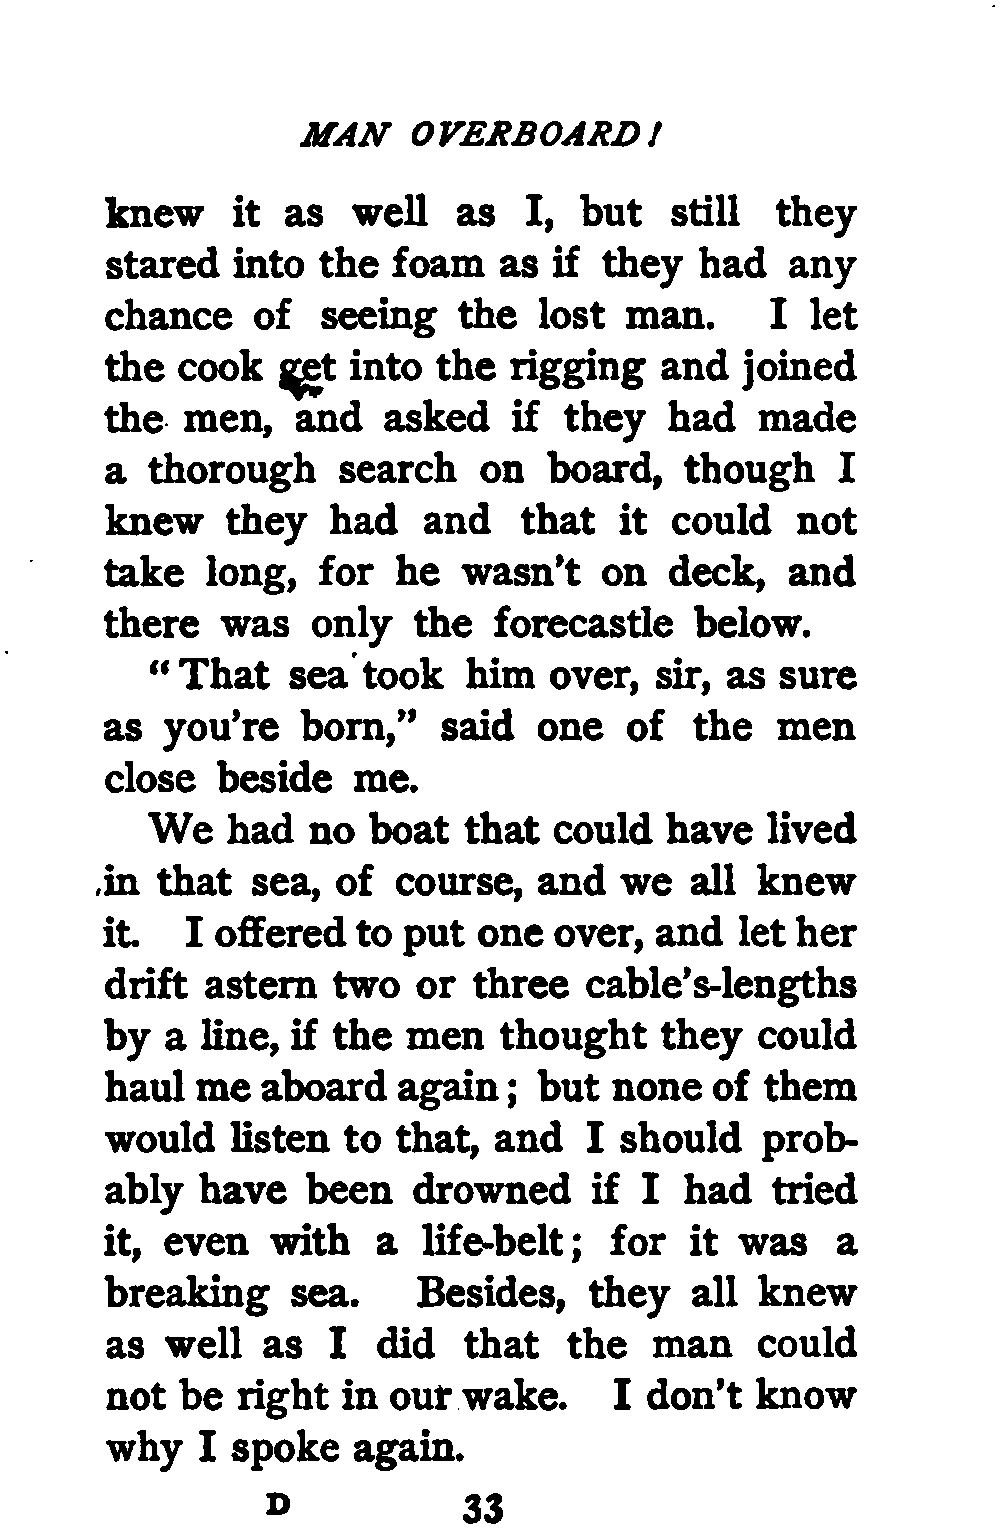 MAN OVERBOARD!
knew it as well as I, but still they
stared into the foam as if they had any
chance of seeing the lost man. I let
the cook get into the rigging and joined
the men, and asked if they had made
a thorough search on board, though I
knew they had and that it could not
take long, for he wasn't on deck, and
there was only the forecastle below.
"That sea took him over, sir, as sure
as you're born," said one of the men
close beside me.
We had no boat that could have lived
in that sea, of course, and we all knew
it. I offered to put one over, and let her
drift astern two or three cable's-lengths
by a line, if the men thought they could
haul me aboard again; but none of them
would listen to that, and I should prob-
ably have been drowned if I had tried
it, even with a life-belt; for it was a
breaking sea. Besides, they all knew
as well as I did that the man could
not be right in our wake. I don't know
why I spoke again.
D 33